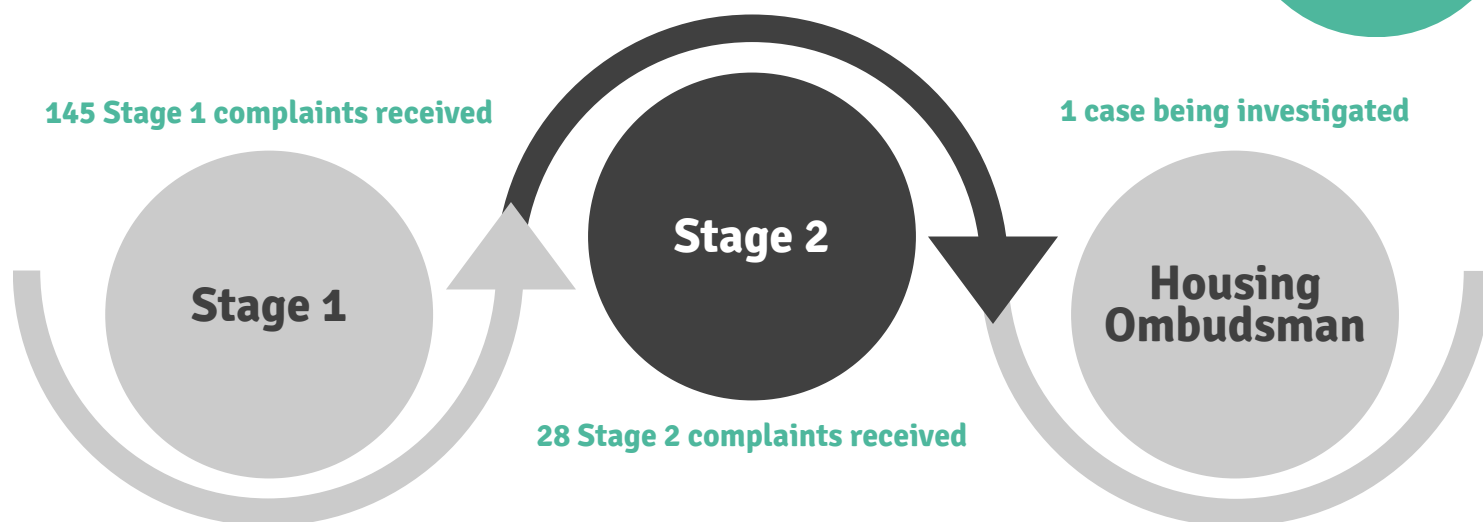 145 Stage 1 complaints received
Stage 1
Stage 2
28 Stage 2 complaints received
1 case being investigated
Housing
Ombudsman